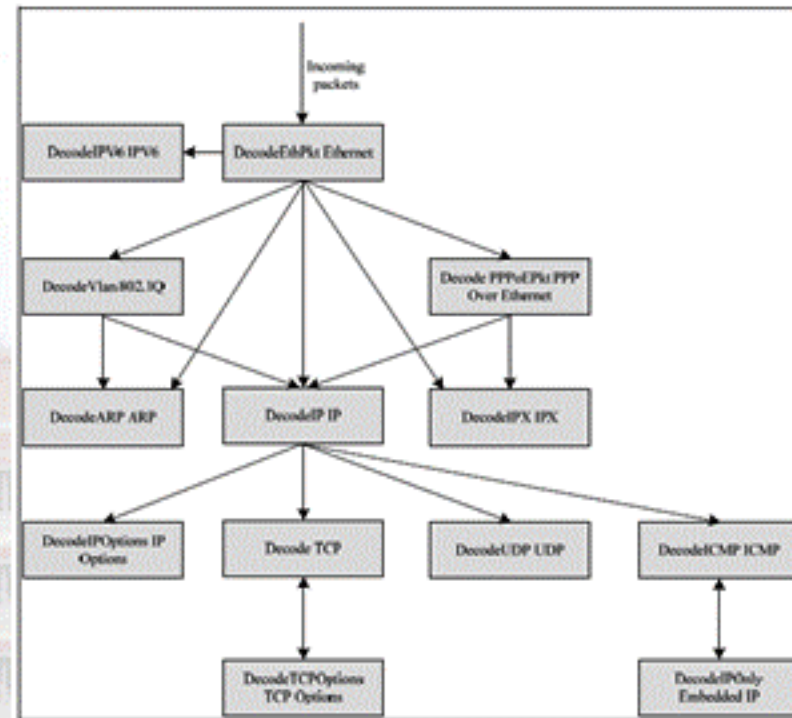 Incoming
packets
DecodeIPV6 IPV6
DecodeEthPkt Ethernet
DecodeVlan 802.1Q
Decode PPPoEPkt PPP
Over Ethernet
DecodeARP ARP
DecodeIP IP
DecodeIPX IPX
DecodeIPOptions IP
Options
Decode TCP
DecodeUDP UDP
DecodeICMP ICMP
DecodeTCPOptions
TCP Options
DecodeIPOnly
Embedded IP